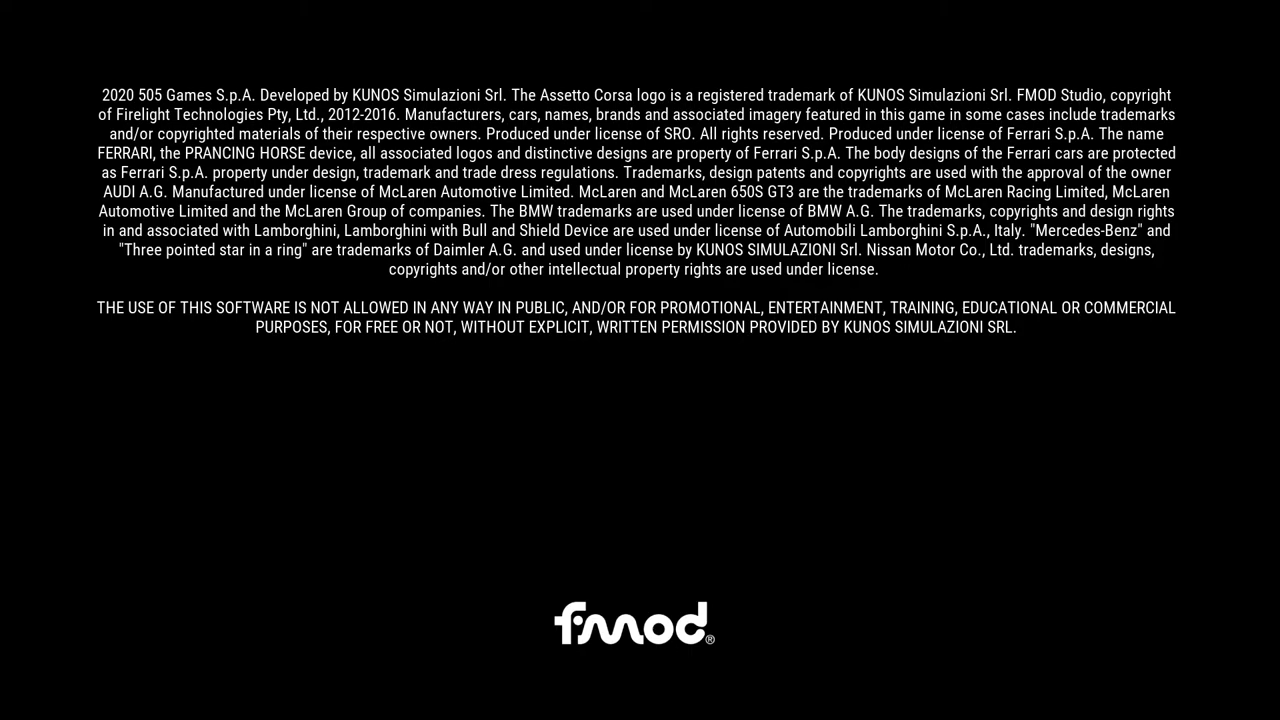 2020 505 Games S.p.A. Developed by KUNOS Simulazioni Srl. The Assetto Corsa logo is a registered trademark of KUNOS Simulazioni Srl. FMOD Studio, copyright
of Firelight Technologies Pty, Ltd., 2012-2016. Manufacturers, cars, names, brands and associated imagery featured in this game in some cases include trademarks
and/or copyrighted materials of their respective owners. Produced under license of SRO. All rights reserved. Produced under license of Ferrari S.p.A. The name
FERRARI, the PRANCING HORSE device, all associated logos and distinctive designs are property of Ferrari S.p.A. The body designs of the Ferrari cars are protected
as Ferrari S.p.A. property under design, trademark and trade dress regulations. Trademarks, design patents and copyrights are used with the approval of the owner
AUDI A.G. Manufactured under license of McLaren Automotive Limited. McLaren and McLaren 650S GT3 are the trademarks of McLaren Racing Limited, McLaren
Automotive Limited and the McLaren Group of companies. The BMW trademarks are used under license of BMW A.G. The trademarks, copyrights and design rights
in and associated with Lamborghini, Lamborghini with Bull and Shield Device are used under license of Automobili Lamborghini S.p.A., Italy. "Mercedes-Benz" and
"Three pointed star in a ring" are trademarks of Daimler A.G. and used under license by KUNOS SIMULAZIONI Srl. Nissan Motor Co., Ltd. trademarks, designs,
copyrights and/or other intellectual property rights are used under license.
THE USE OF THIS SOFTWARE IS NOT ALLOWED IN ANY WAY IN PUBLIC, AND/OR FOR PROMOTIONAL, ENTERTAINMENT, TRAINING, EDUCATIONAL OR COMMERCIAL
PURPOSES, FOR FREE OR NOT, WITHOUT EXPLICIT, WRITTEN PERMISSION PROVIDED BY KUNOS SIMULAZIONI SRL.
fmod®